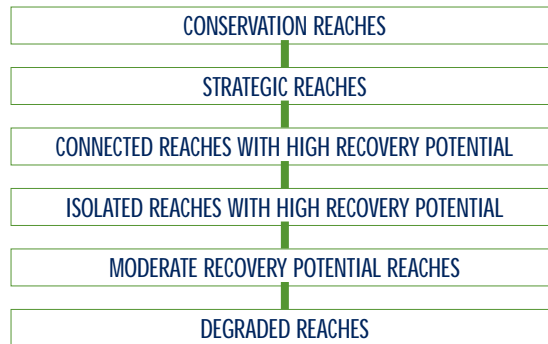 CONSERVATION REACHES
STRATEGIC REACHES
CONNECTED REACHES WITH HIGH RECOVERY POTENTIAL
ISOLATED REACHES WITH HIGH RECOVERY POTENTIAL
MODERATE RECOVERY POTENTIAL REACHES
DEGRADED REACHES